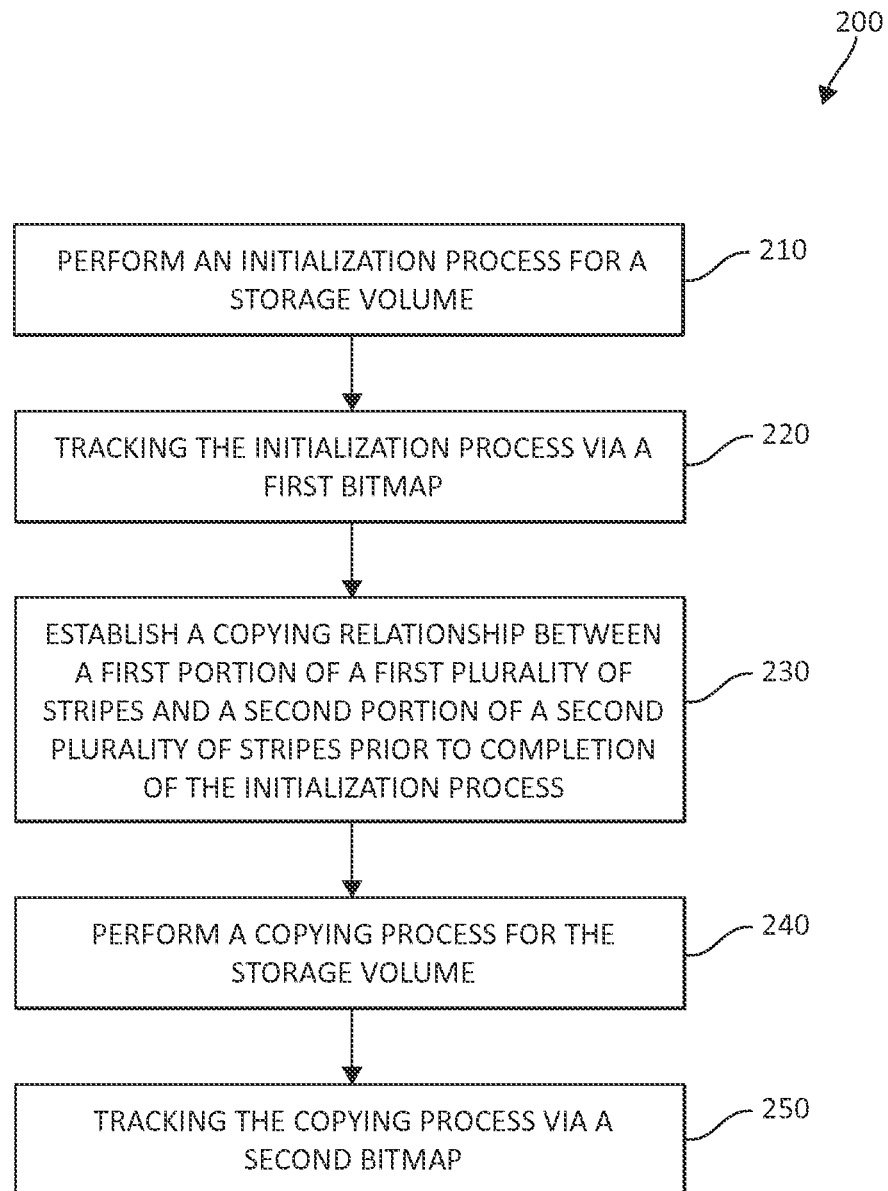 200
PERFORM AN INITIALIZATION PROCESS FOR A
STORAGE VOLUME
210
TRACKING THE INITIALIZATION PROCESS VIA A
FIRST BITMAP
220
ESTABLISH A COPYING RELATIONSHIP BETWEEN
A FIRST PORTION OF A FIRST PLURALITY OF
STRIPES AND A SECOND PORTION OF A SECOND
PLURALITY OF STRIPES PRIOR TO COMPLETION
OF THE INITIALIZATION PROCESS
230
PERFORM A COPYING PROCESS FOR THE
STORAGE VOLUME
240
TRACKING THE COPYING PROCESS VIA A
SECOND BITMAP
250